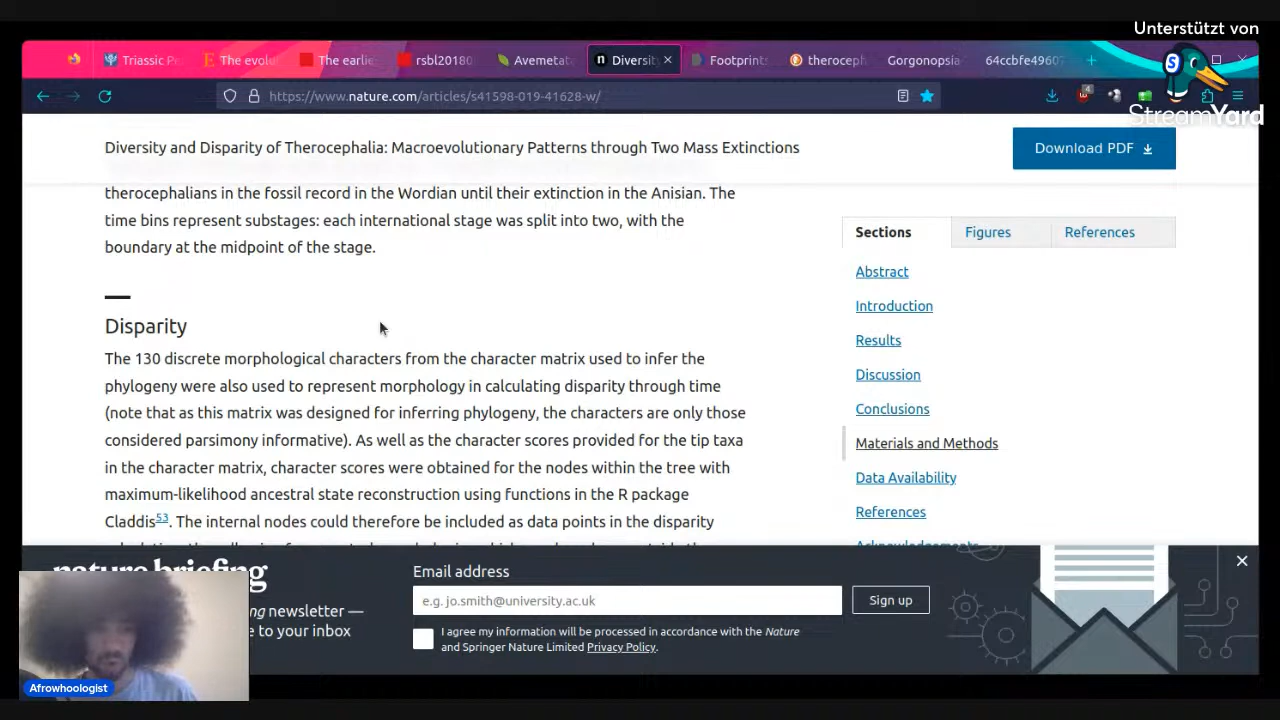 Unterstützt von
StreamYard
Triassic Pe
The evolu
The earlie
rsbl20180
Avemetata
Diversity
Footprints
theroceph
Gorgonopsia
64ccbfe4960
https://www.nature.com/articles/s41598-019-41628-w/
Diversity and Disparity of Therocephalia: Macroevolutionary Patterns through Two Mass Extinctions
Download PDF
therocephalians in the fossil record in the Wordian until their extinction in the Anisian. The
time bins represent substages: each international stage was split into two, with the
boundary at the midpoint of the stage.
Disparity
The 130 discrete morphological characters from the character matrix used to infer the
phylogeny were also used to represent morphology in calculating disparity through time
(note that as this matrix was designed for inferring phylogeny, the characters are only those
considered parsimony informative). As well as the character scores provided for the tip taxa
in the character matrix, character scores were obtained for the nodes within the tree with
maximum-likelihood ancestral state reconstruction using functions in the R package
Claddis53. The internal nodes could therefore be included as data points in the disparity
Sections
Figures
References
Abstract
Introduction
Results
Discussion
Conclusions
Materials and Methods
Data Availability
References
Acknowledgements
nature briefing
ng newsletter —
e to your inbox
Email address
e.g. jo.smith@university.ac.uk
Sign up
I agree my information will be processed in accordance with the Nature
and Springer Nature Limited Privacy Policy.
Afrowhoologist